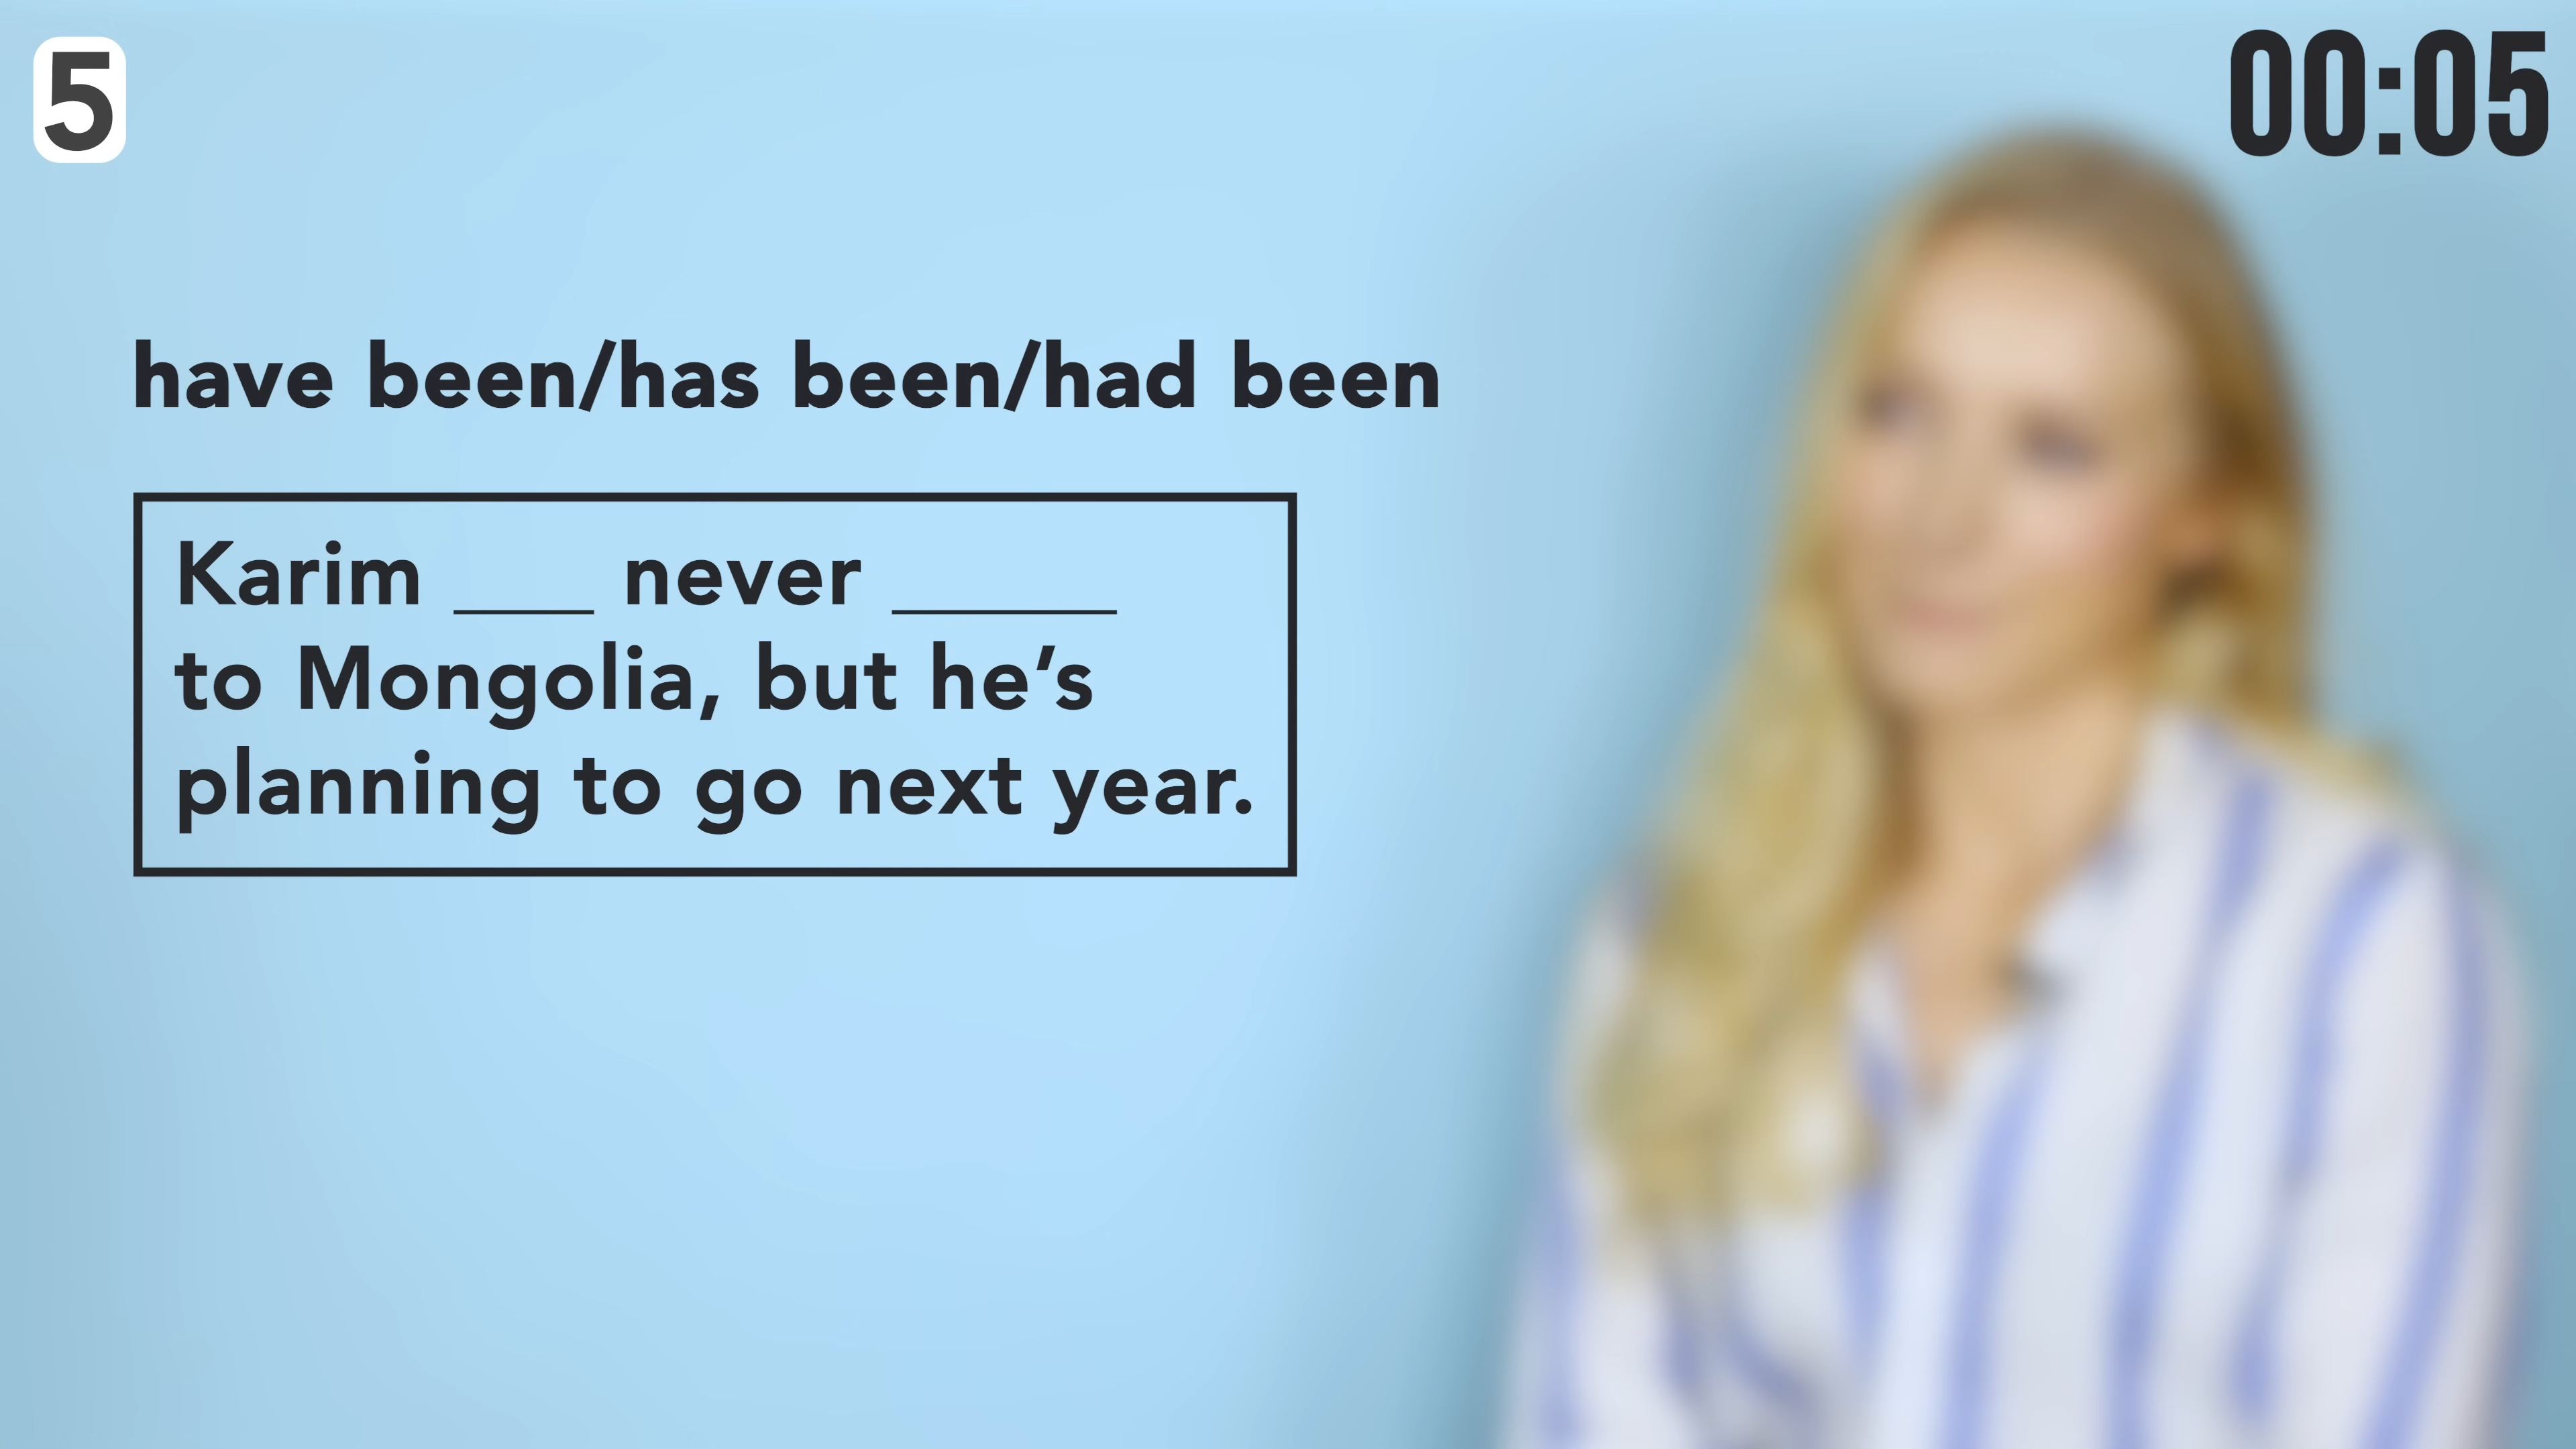 5
00:05
have been/has been/had been
Karim ___ never _____
to Mongolia, but he’s
planning to go next year.